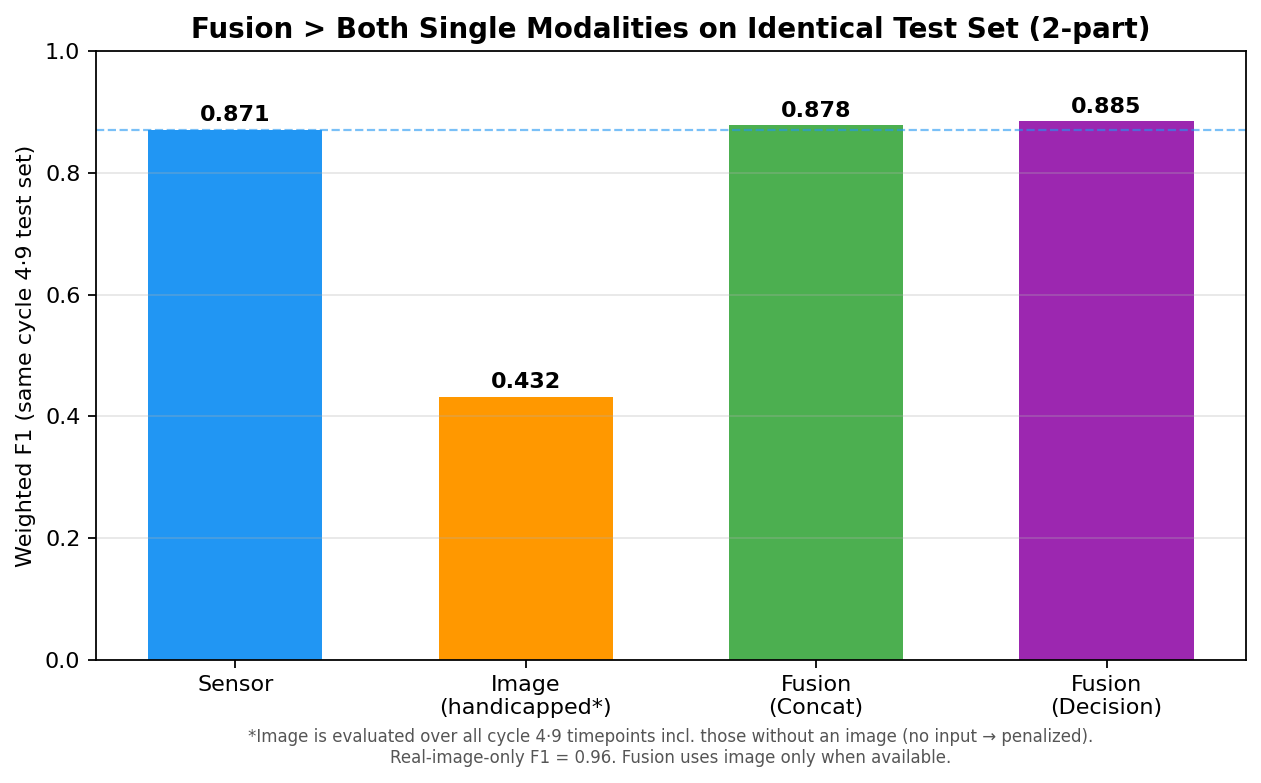 Fusion > Both Single Modalities on Identical Test Set (2-part)
Weighted F1 (same cycle 4·9 test set)
1.0
0.8
0.6
0.4
0.2
0.0
0.871
0.432
0.878
0.885
Sensor
Image
(handicapped*)
Fusion
(Concat)
Fusion
(Decision)
*Image is evaluated over all cycle 4·9 timepoints incl. those without an image (no input → penalized).
Real-image-only F1 = 0.96. Fusion uses image only when available.